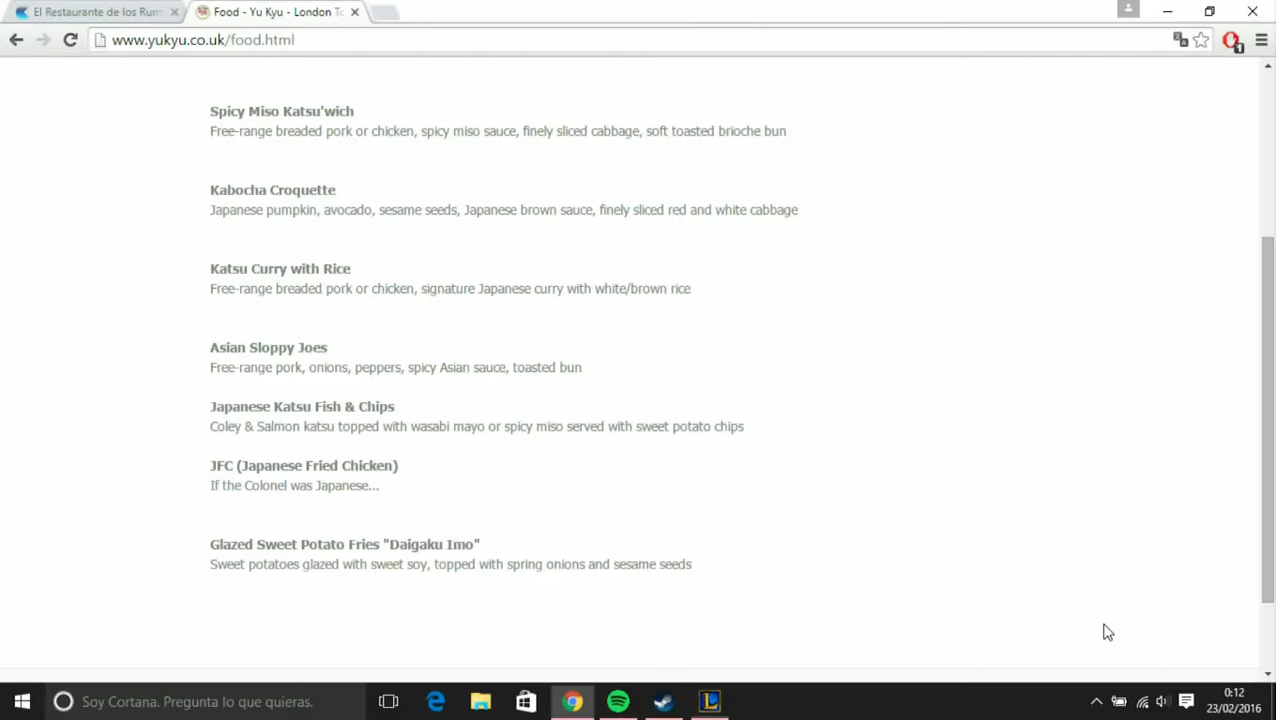 El Restaurante de los Rum
Food - Yu Kyu - London To
www.yukyu.co.uk/food.html
Spicy Miso Katsu'wich
Free-range breaded pork or chicken, spicy miso sauce, finely sliced cabbage, soft toasted brioche bun
Kabocha Croquette
Japanese pumpkin, avocado, sesame seeds, Japanese brown sauce, finely sliced red and white cabbage
Katsu Curry with Rice
Free-range breaded pork or chicken, signature Japanese curry with white/brown rice
Asian Sloppy Joes
Free-range pork, onions, peppers, spicy Asian sauce, toasted bun
Japanese Katsu Fish & Chips
Coley & Salmon katsu topped with wasabi mayo or spicy miso served with sweet potato chips
JFC (Japanese Fried Chicken)
If the Colonel was Japanese...
Glazed Sweet Potato Fries "Daigaku Imo"
Sweet potatoes glazed with sweet soy, topped with spring onions and sesame seeds
Soy Cortana. Pregunta lo que quieras.
0:12
23/02/2016